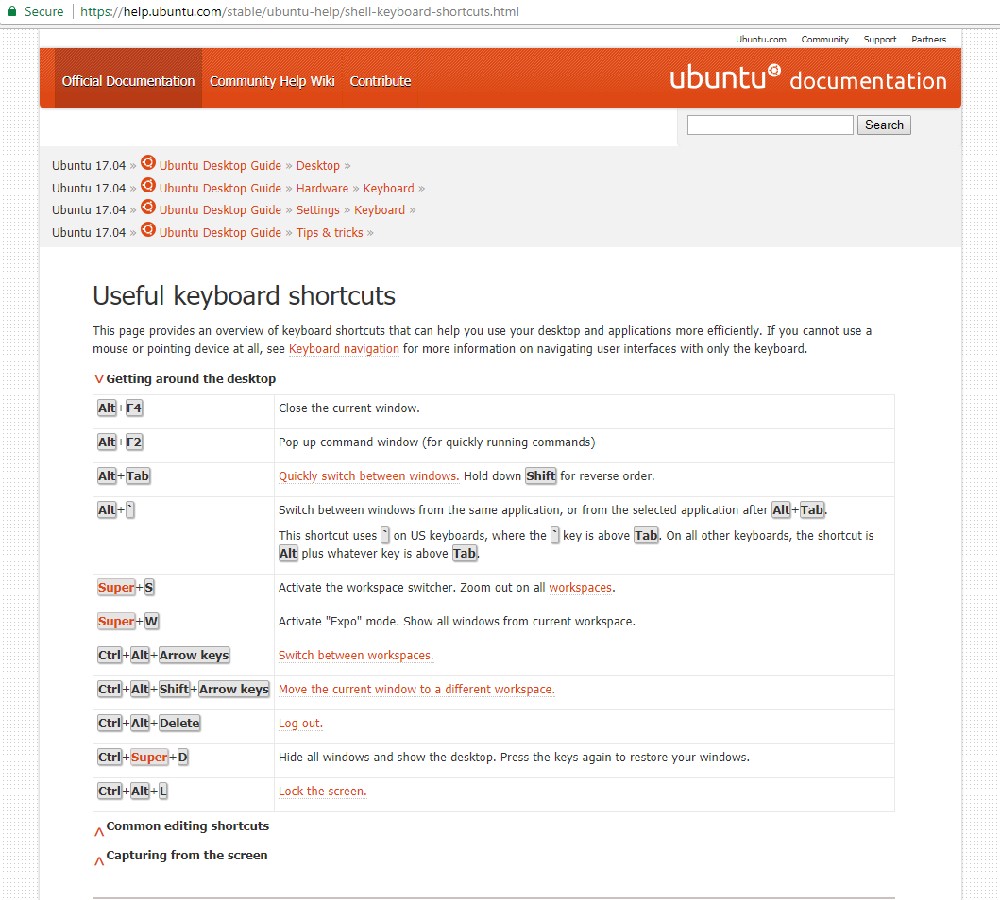 Secure https://help.ubuntu.com/stable/ubuntu-help/shell-keyboard-shortcuts.html
Ubuntu.com Community Support Partners
Official Documentation Community Help Wiki Contribute ubuntu documentation
Search
Ubuntu 17.04 » Ubuntu Desktop Guide » Desktop »
Ubuntu 17.04 » Ubuntu Desktop Guide » Hardware » Keyboard »
Ubuntu 17.04 » Ubuntu Desktop Guide » Settings » Keyboard »
Ubuntu 17.04 » Ubuntu Desktop Guide » Tips & tricks »
Useful keyboard shortcuts
This page provides an overview of keyboard shortcuts that can help you use your desktop and applications more efficiently. If you cannot use a
mouse or pointing device at all, see Keyboard navigation for more information on navigating user interfaces with only the keyboard.
Getting around the desktop
Alt+F4 Close the current window.
Alt+F2 Pop up command window (for quickly running commands)
Alt+Tab Quickly switch between windows. Hold down Shift for reverse order.
Alt+` Switch between windows from the same application, or from the selected application after Alt+Tab.
This shortcut uses ` on US keyboards, where the ` key is above Tab. On all other keyboards, the shortcut is
Alt plus whatever key is above Tab.
Super+S Activate the workspace switcher. Zoom out on all workspaces.
Super+W Activate "Expo" mode. Show all windows from current workspace.
Ctrl+Alt+Arrow keys Switch between workspaces.
Ctrl+Alt+Shift+Arrow keys Move the current window to a different workspace.
Ctrl+Alt+Delete Log out.
Ctrl+Super+D Hide all windows and show the desktop. Press the keys again to restore your windows.
Ctrl+Alt+L Lock the screen.
Common editing shortcuts
Capturing from the screen